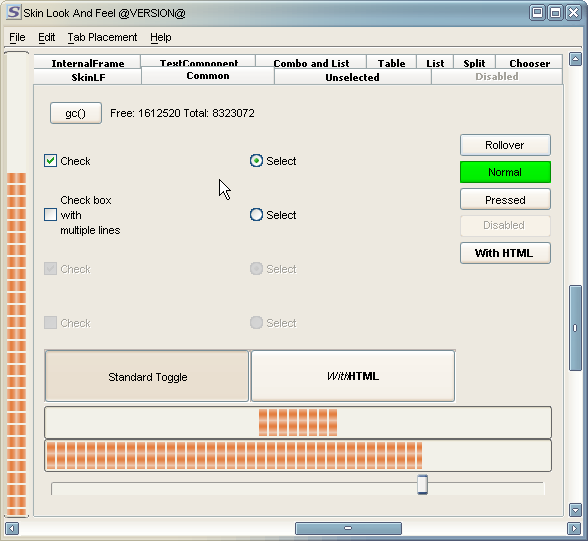 Skin Look And Feel @VERSION@
File Edit Tab Placement Help
InternalFrame TextComponent Combo and List Table List Split Chooser
SkinLF Common Unselected Disabled
gc() Free: 1612520 Total: 8323072
Check Select Rollover
Normal
Check box
with
multiple lines
Select Pressed
Disabled
With HTML
Check Select
Check Select
Standard Toggle WithHTML